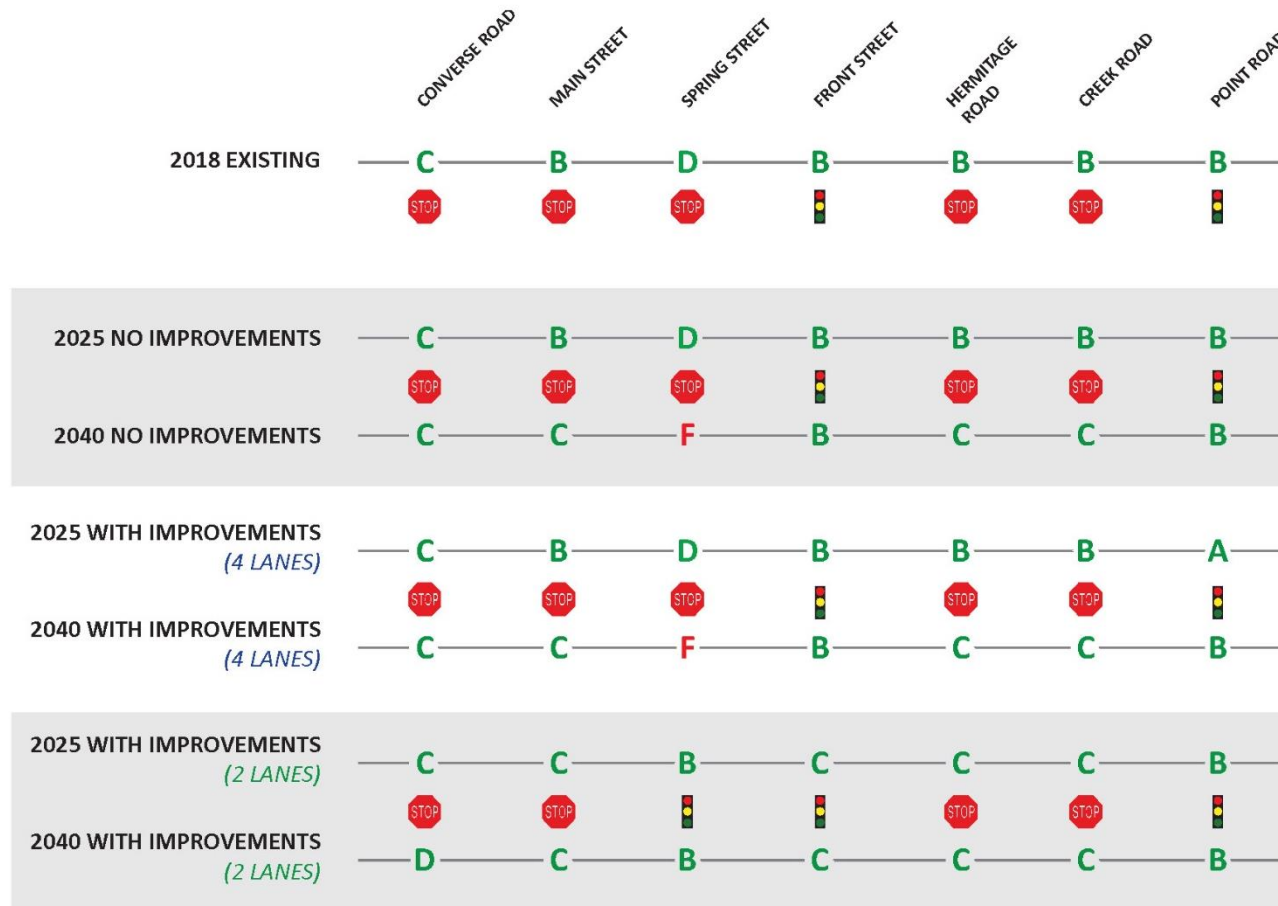 CONVERSE ROAD
MAIN STREET
SPRING STREET
FRONT STREET
HERMITAGE
ROAD
CREEK ROAD
POINT ROAD
2018 EXISTING C B D B B B B
STOP STOP STOP STOP STOP
2025 NO IMPROVEMENTS C B D B B B B
STOP STOP STOP STOP STOP
2040 NO IMPROVEMENTS C C F B C C B
2025 WITH IMPROVEMENTS
(4 LANES) C B D B B B A
STOP STOP STOP STOP STOP
2040 WITH IMPROVEMENTS
(4 LANES) C C F B C C B
2025 WITH IMPROVEMENTS
(2 LANES) C C B C C C B
STOP STOP STOP STOP
2040 WITH IMPROVEMENTS
(2 LANES) D C B C C C B